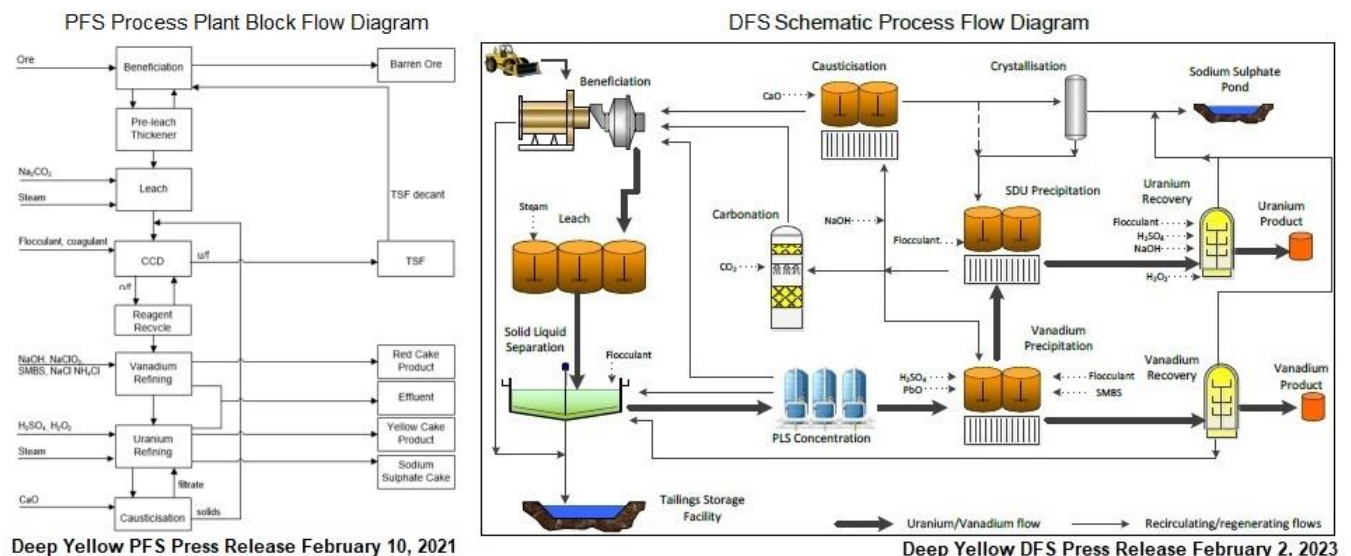 PFS Process Plant Block Flow Diagram
Ore
Beneficiation
Barren Ore
Pre-leach
Thickener
Na₂CO₃
Steam
Leach
TSF decant
Flocculant, coagulant
CCD
u/f
TSF
o/f
Reagent
Recycle
NaOH, NaClO₃
SMBS, NaCl NH₄Cl
Vanadium
Refining
Red Cake
Product
Effluent
H₂SO₄, H₂O₂
Steam
Uranium
Refining
Yellow Cake
Product
Sodium
Sulphate Cake
filtrate
CaO
Causticisation
solids
Deep Yellow PFS Press Release February 10, 2021
DFS Schematic Process Flow Diagram
Beneficiation
CaO
Causticisation
Crystallisation
Sodium Sulphate
Pond
Steam
Leach
Carbonation
CO₂
NaOH
SDU Precipitation
Flocculant
Uranium
Recovery
Flocculant
H₂SO₄
NaOH
H₂O₂
Uranium
Product
Solid Liquid
Separation
Flocculant
PLS Concentration
Vanadium
Precipitation
H₂SO₄
PbO
Flocculant
SMBS
Vanadium
Recovery
Vanadium
Product
Tailings Storage
Facility
Uranium/Vanadium flow
Recirculating/regenerating flows
Deep Yellow DFS Press Release February 2, 2023